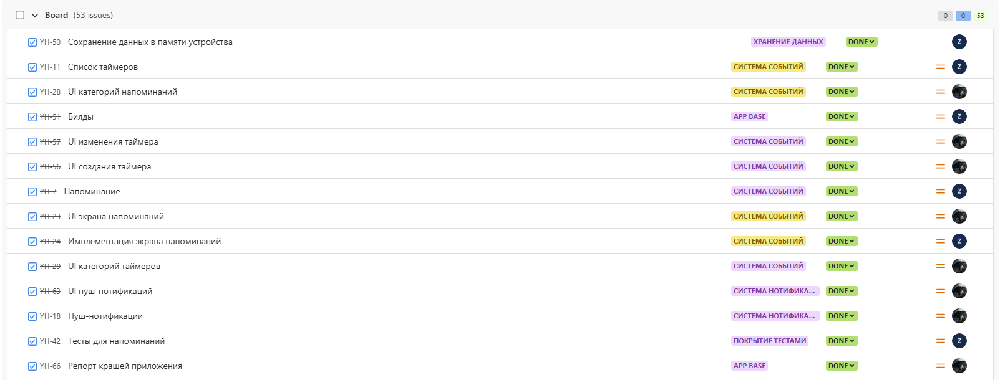 Board (53 issues) 0 0 53
YH-50 Сохранение данных в памяти устройства ХРАНЕНИЕ ДАННЫХ DONE Z
YH-11 Список таймеров СИСТЕМА СОБЫТИЙ DONE Z
YH-28 UI категорий напоминаний СИСТЕМА СОБЫТИЙ DONE
YH-51 Билды APP BASE DONE Z
YH-57 UI изменения таймера СИСТЕМА СОБЫТИЙ DONE
YH-56 UI создания таймера СИСТЕМА СОБЫТИЙ DONE
YH-7 Напоминание СИСТЕМА СОБЫТИЙ DONE Z
YH-23 UI экрана напоминаний СИСТЕМА СОБЫТИЙ DONE
YH-24 Имплементация экрана напоминаний СИСТЕМА СОБЫТИЙ DONE Z
YH-29 UI категорий таймеров СИСТЕМА СОБЫТИЙ DONE
YH-63 UI пуш-нотификаций СИСТЕМА НОТИФИКА... DONE
YH-18 Пуш-нотификации СИСТЕМА НОТИФИКА... DONE
YH-42 Тесты для напоминаний ПОКРЫТИЕ ТЕСТАМИ DONE Z
YH-66 Репорт крашей приложения APP BASE DONE